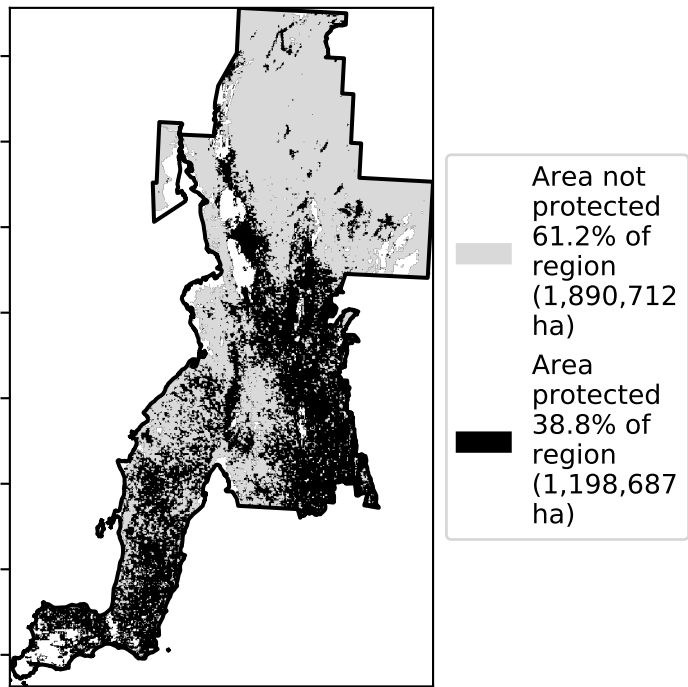 Area not
protected
61.2% of
region
(1,890,712
ha)
Area
protected
38.8% of
region
(1,198,687
ha)